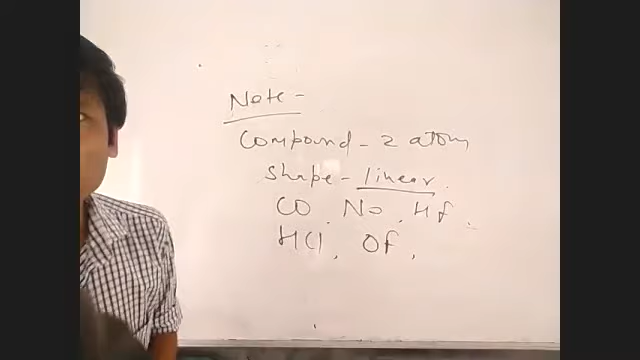 Note -
Compound - 2 atom
Shape - linear.
CO, No, Hf,
HCl, Of,